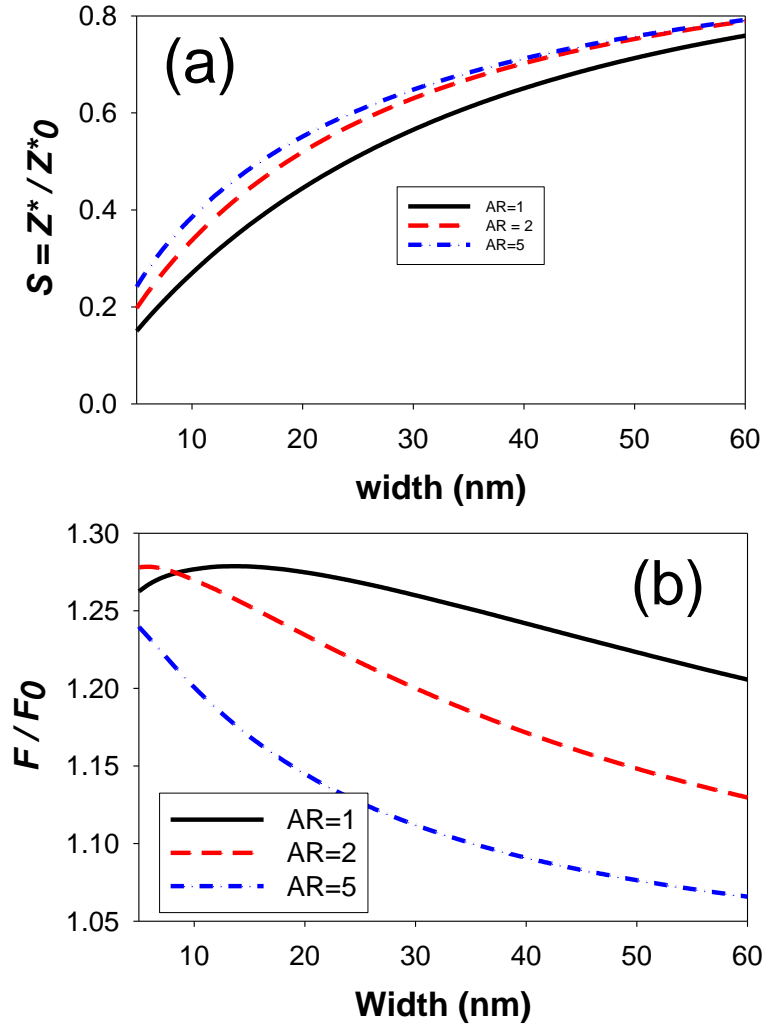 (a)
S = Z* / Z*0
0.8
0.6
0.4
0.2
0.0
AR=1
AR = 2
AR=5
10 20 30 40 50 60
width (nm)
(b)
F / F0
1.30
1.25
1.20
1.15
1.10
1.05
AR=1
AR=2
AR=5
10 20 30 40 50 60
Width (nm)